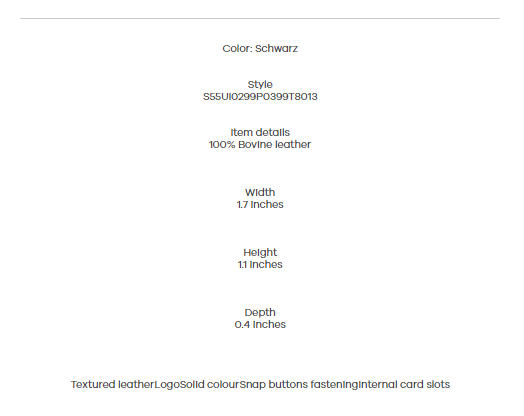 Color: Schwarz
Style
S55UI0299P0399T8013
Item details
100% Bovine leather
Width
1.7 inches
Height
1.1 inches
Depth
0.4 inches
Textured leatherLogoSolid colourSnap buttons fasteningInternal card slots